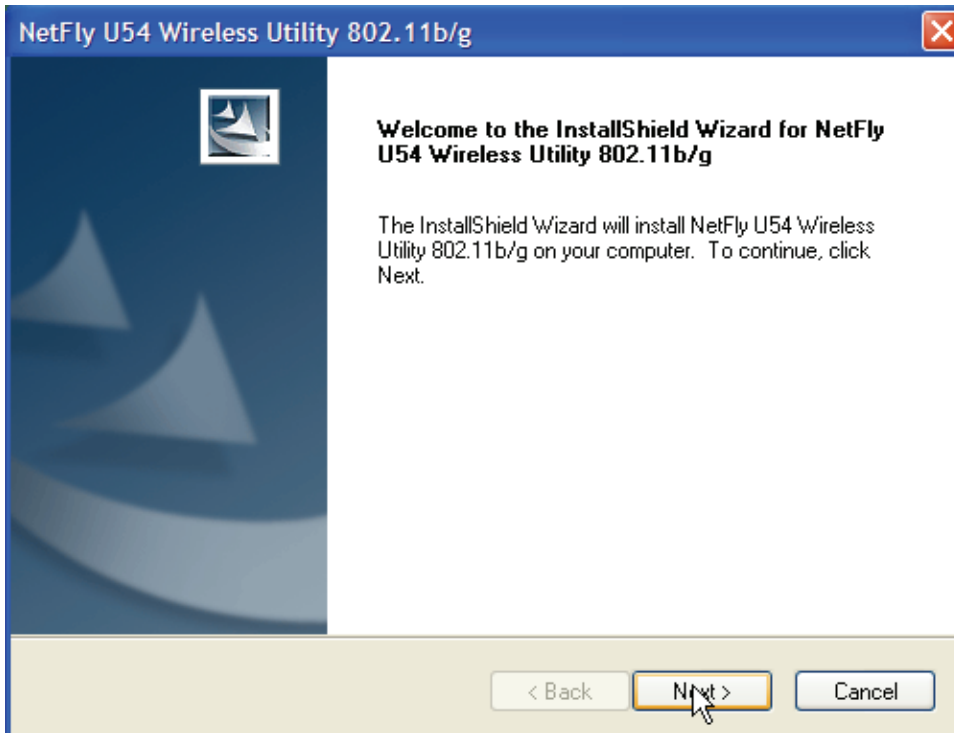 NetFly U54 Wireless Utility 802.11b/g
Welcome to the InstallShield Wizard for NetFly
U54 Wireless Utility 802.11b/g
The InstallShield Wizard will install NetFly U54 Wireless
Utility 802.11b/g on your computer.  To continue, click
Next.
< Back
Next >
Cancel